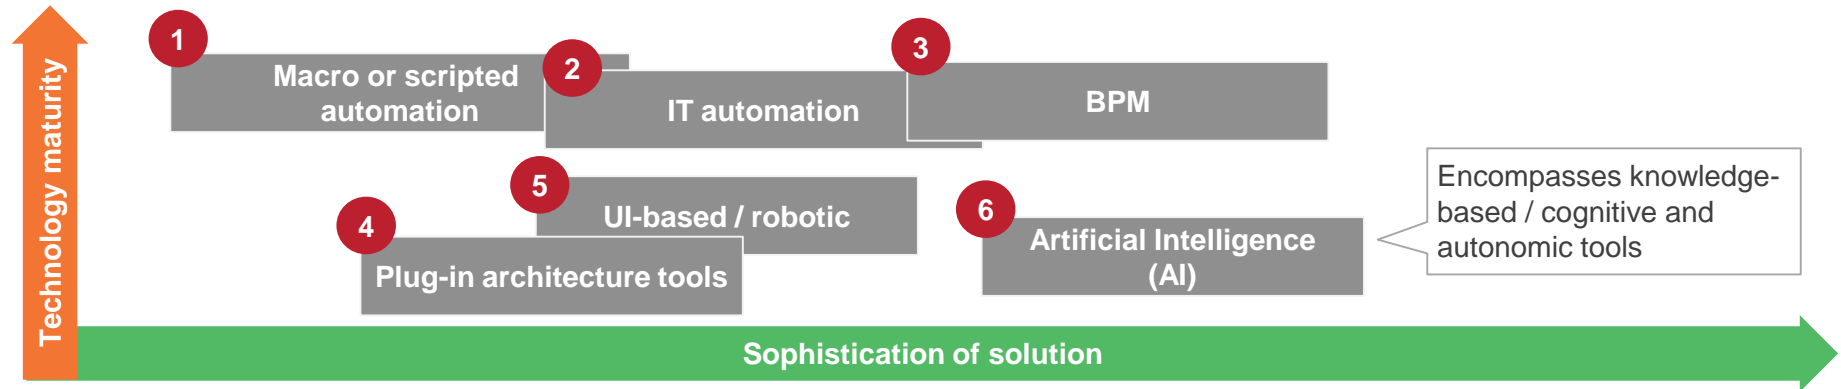 Technology maturity
1
Macro or scripted
automation
2
IT automation
3
BPM
4
Plug-in architecture tools
5
UI-based / robotic
6
Artificial Intelligence
(AI)
Encompasses knowledge-
based / cognitive and
autonomic tools
Sophistication of solution